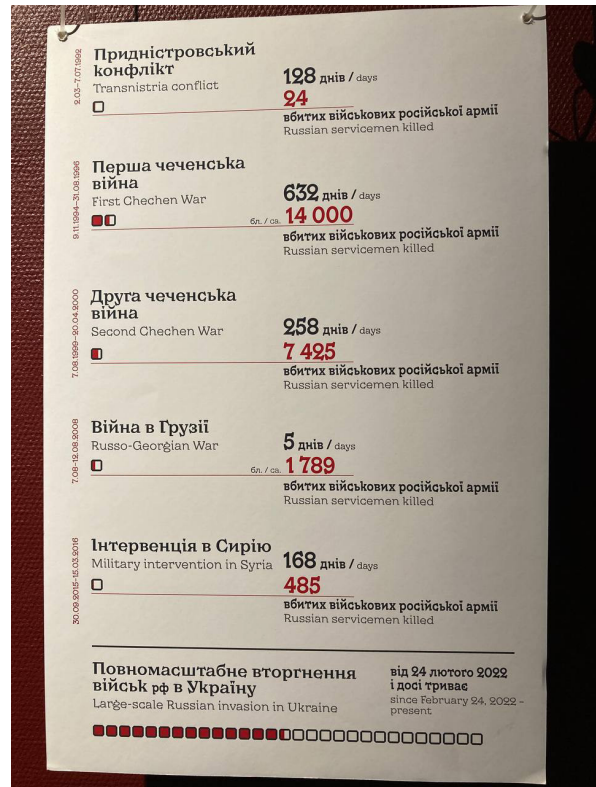 2.03–7.07.1992
Придністровський
конфлікт
Transnistria conflict
128 днів / days
24
вбитих військових російської армії
Russian servicemen killed
9.11.1994–31.08.1996
Перша чеченська
війна
First Chechen War
632 днів / days
бл. / ca. 14 000
вбитих військових російської армії
Russian servicemen killed
7.08.1999–20.04.2000
Друга чеченська
війна
Second Chechen War
258 днів / days
7 425
вбитих військових російської армії
Russian servicemen killed
7.08–12.08.2008
Війна в Грузії
Russo-Georgian War
5 днів / days
бл. / ca. 1 789
вбитих військових російської армії
Russian servicemen killed
30.09.2015–15.03.2016
Інтервенція в Сирію
Military intervention in Syria
168 днів / days
485
вбитих військових російської армії
Russian servicemen killed
Повномасштабне вторгнення
військ рф в Україну
Large-scale Russian invasion in Ukraine
від 24 лютого 2022
і досі триває
since February 24, 2022 –
present